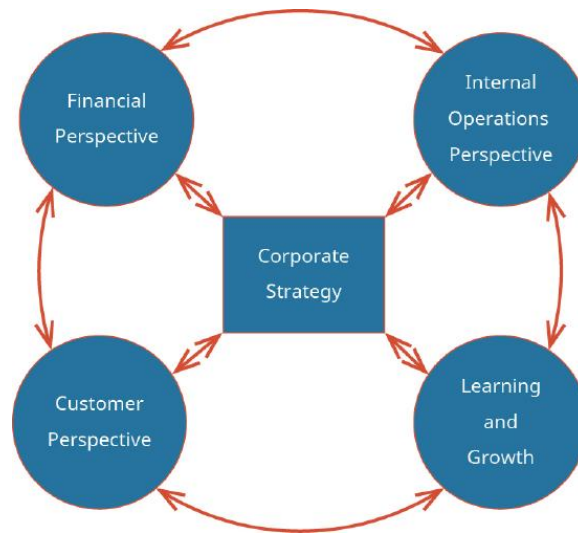 Financial
Perspective
Internal
Operations
Perspective
Corporate
Strategy
Customer
Perspective
Learning
and
Growth